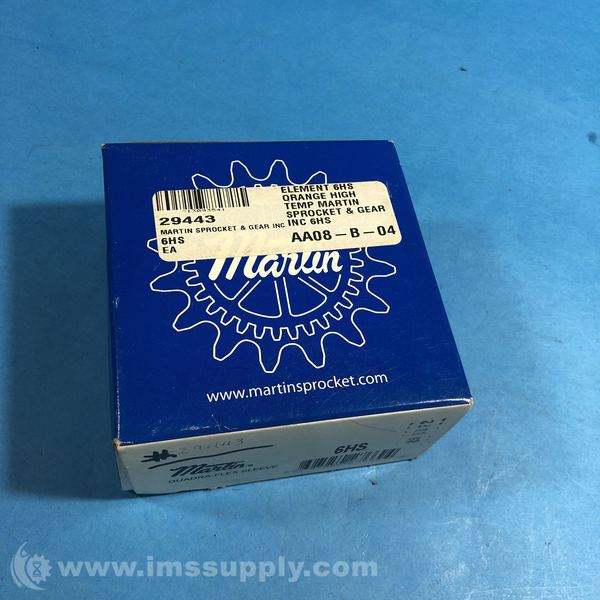 29443
MARTIN SPROCKET & GEAR INC
6HS
EA
ELEMENT 6HS
ORANGE HIGH
TEMP MARTIN
SPROCKET & GEAR
INC 6HS
AA08-B-04
Martin
www.martinsprocket.com
#29443
Martin®
QUADRA-FLEX SLEEVE
6HS
www.imssupply.com